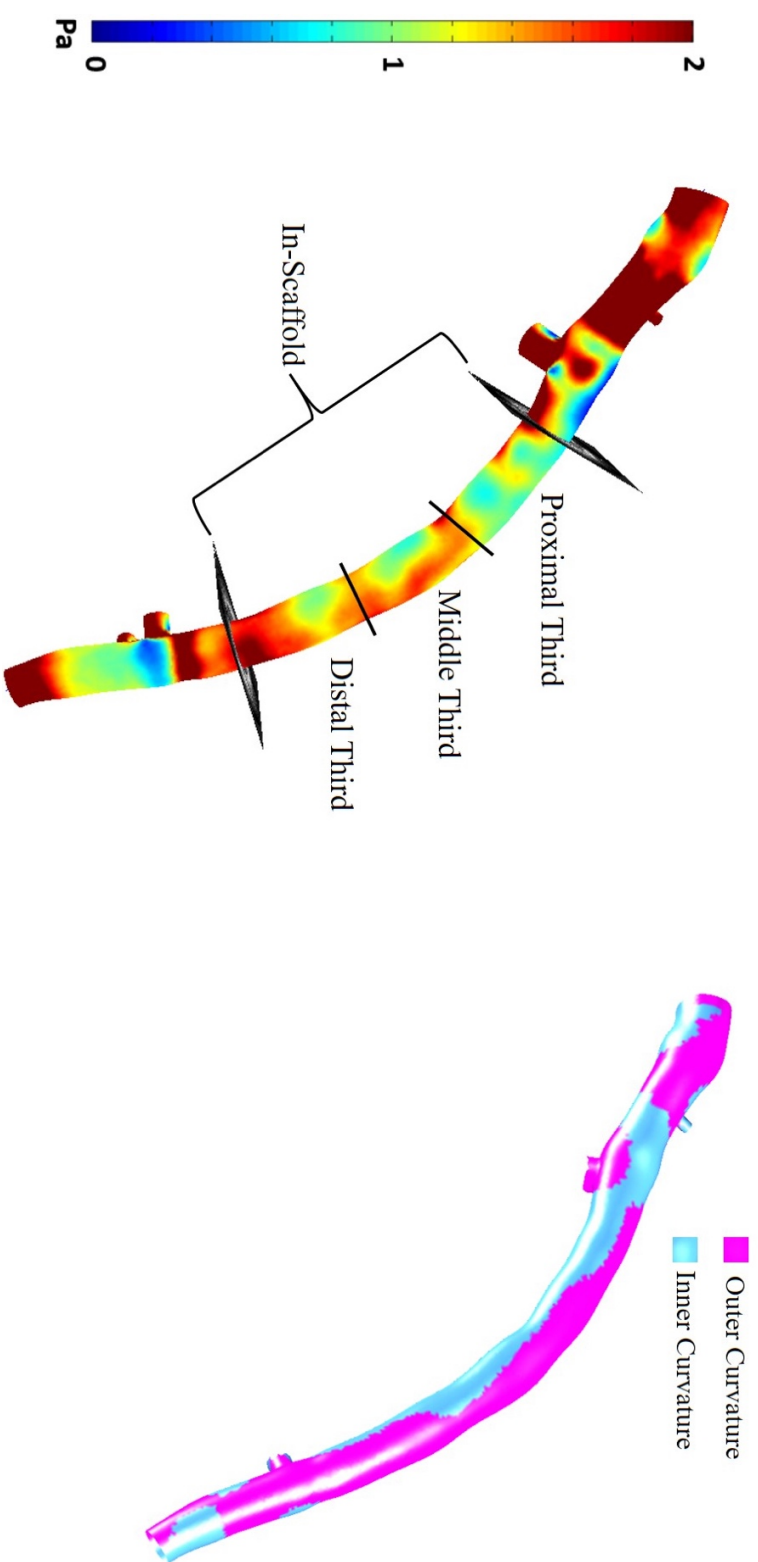 Pa
0
1
2
In-Scaffold
Proximal Third
Middle Third
Distal Third
Outer Curvature
Inner Curvature